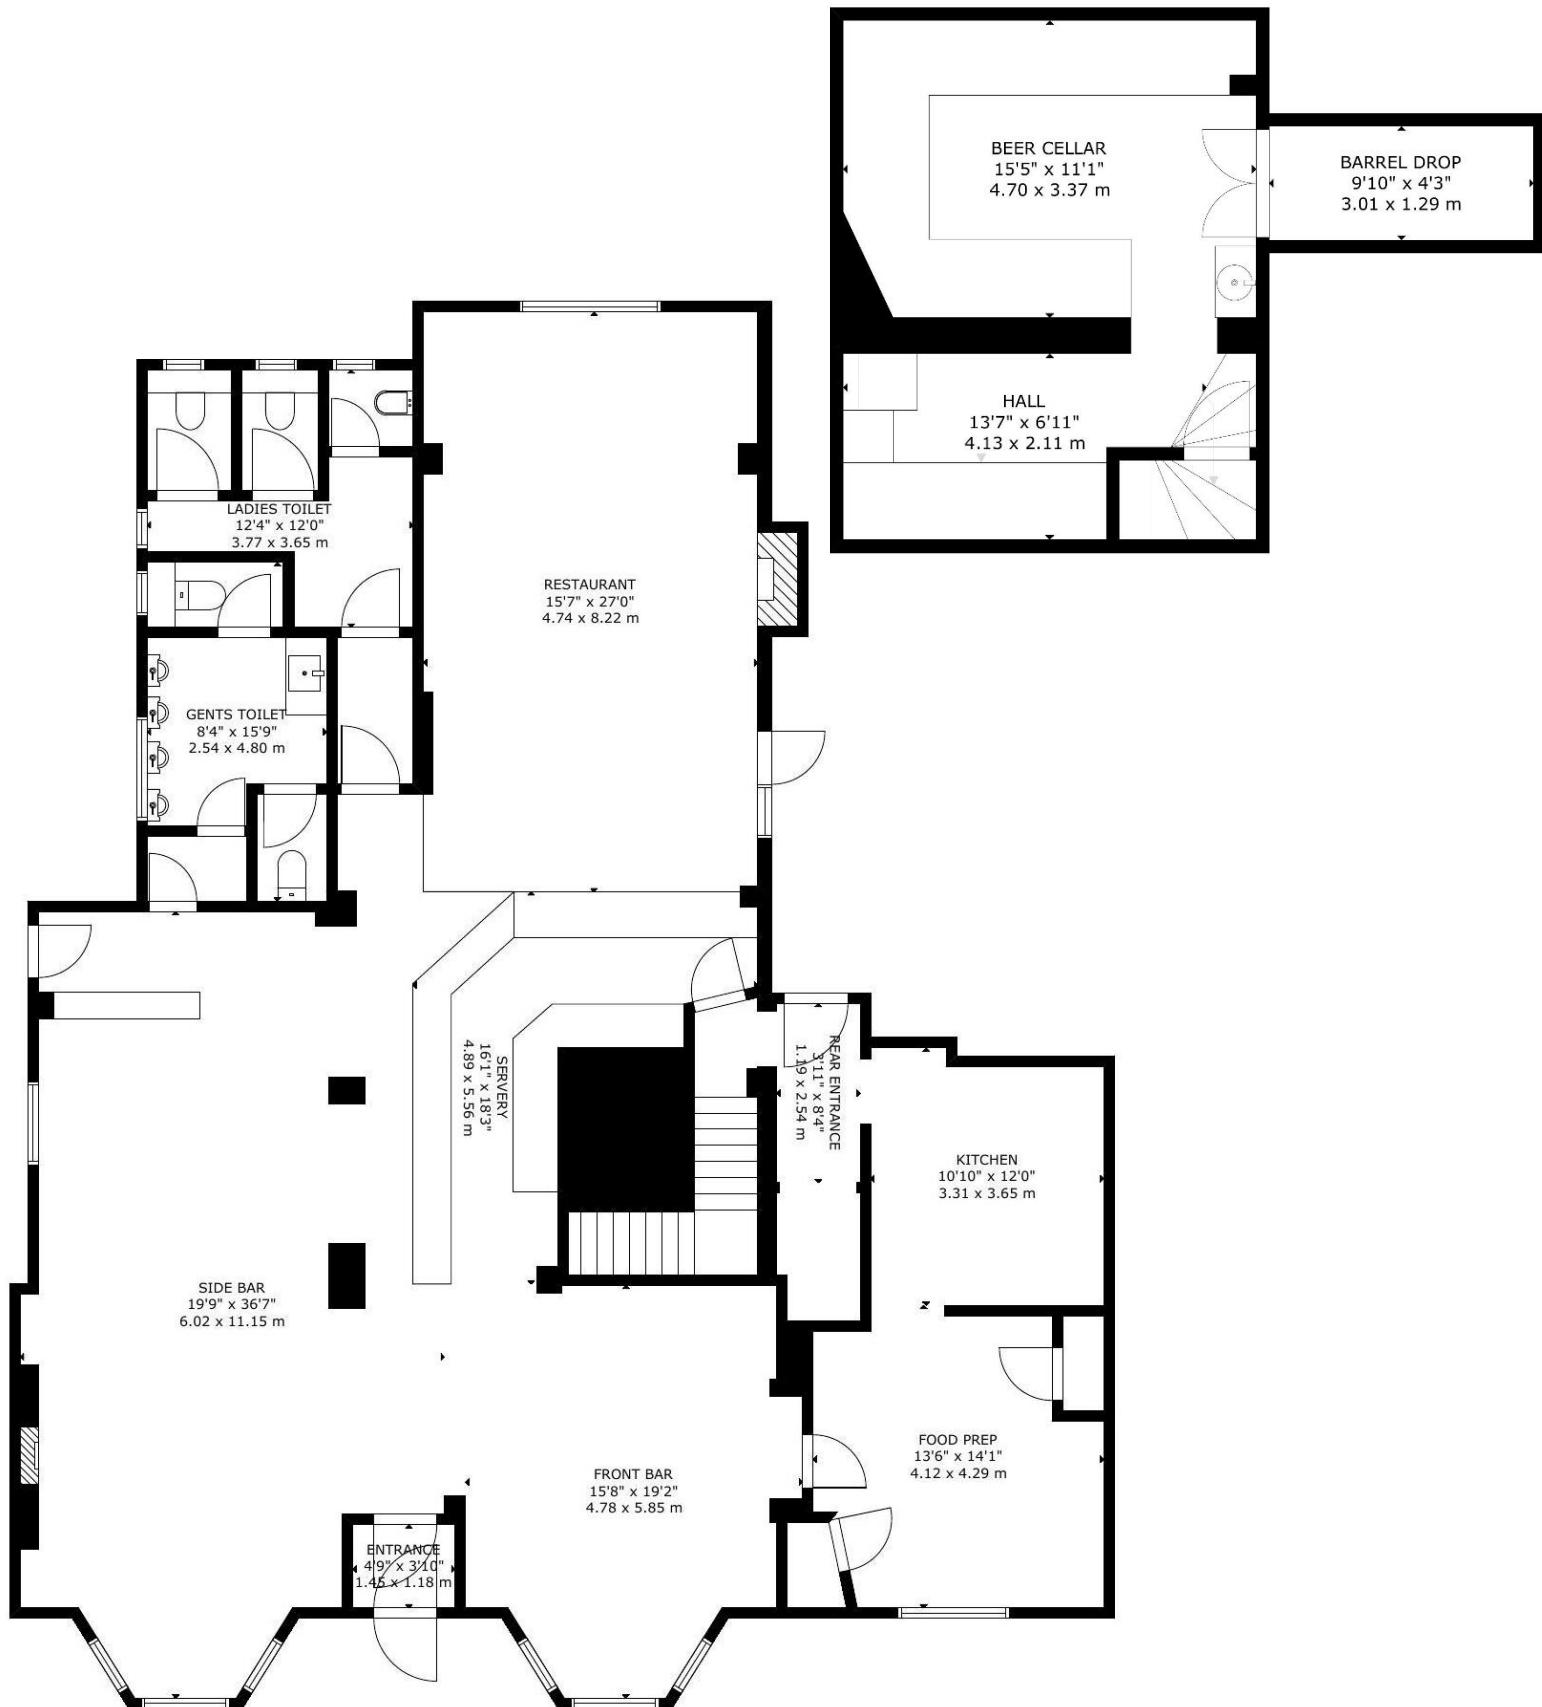 BEER CELLAR
15'5" x 11'1"
4.70 x 3.37 m
BARREL DROP
9'10" x 4'3"
3.01 x 1.29 m
HALL
13'7" x 6'11"
4.13 x 2.11 m
LADIES TOILET
12'4" x 12'0"
3.77 x 3.65 m
RESTAURANT
15'7" x 27'0"
4.74 x 8.22 m
GENTS TOILET
8'4" x 15'9"
2.54 x 4.80 m
SERVERY
16'1" x 18'3"
4.89 x 5.56 m
REAR ENTRANCE
3'11" x 8'4"
1.19 x 2.54 m
KITCHEN
10'10" x 12'0"
3.31 x 3.65 m
SIDE BAR
19'9" x 36'7"
6.02 x 11.15 m
FOOD PREP
13'6" x 14'1"
4.12 x 4.29 m
FRONT BAR
15'8" x 19'2"
4.78 x 5.85 m
ENTRANCE
4'9" x 3'10"
1.45 x 1.18 m